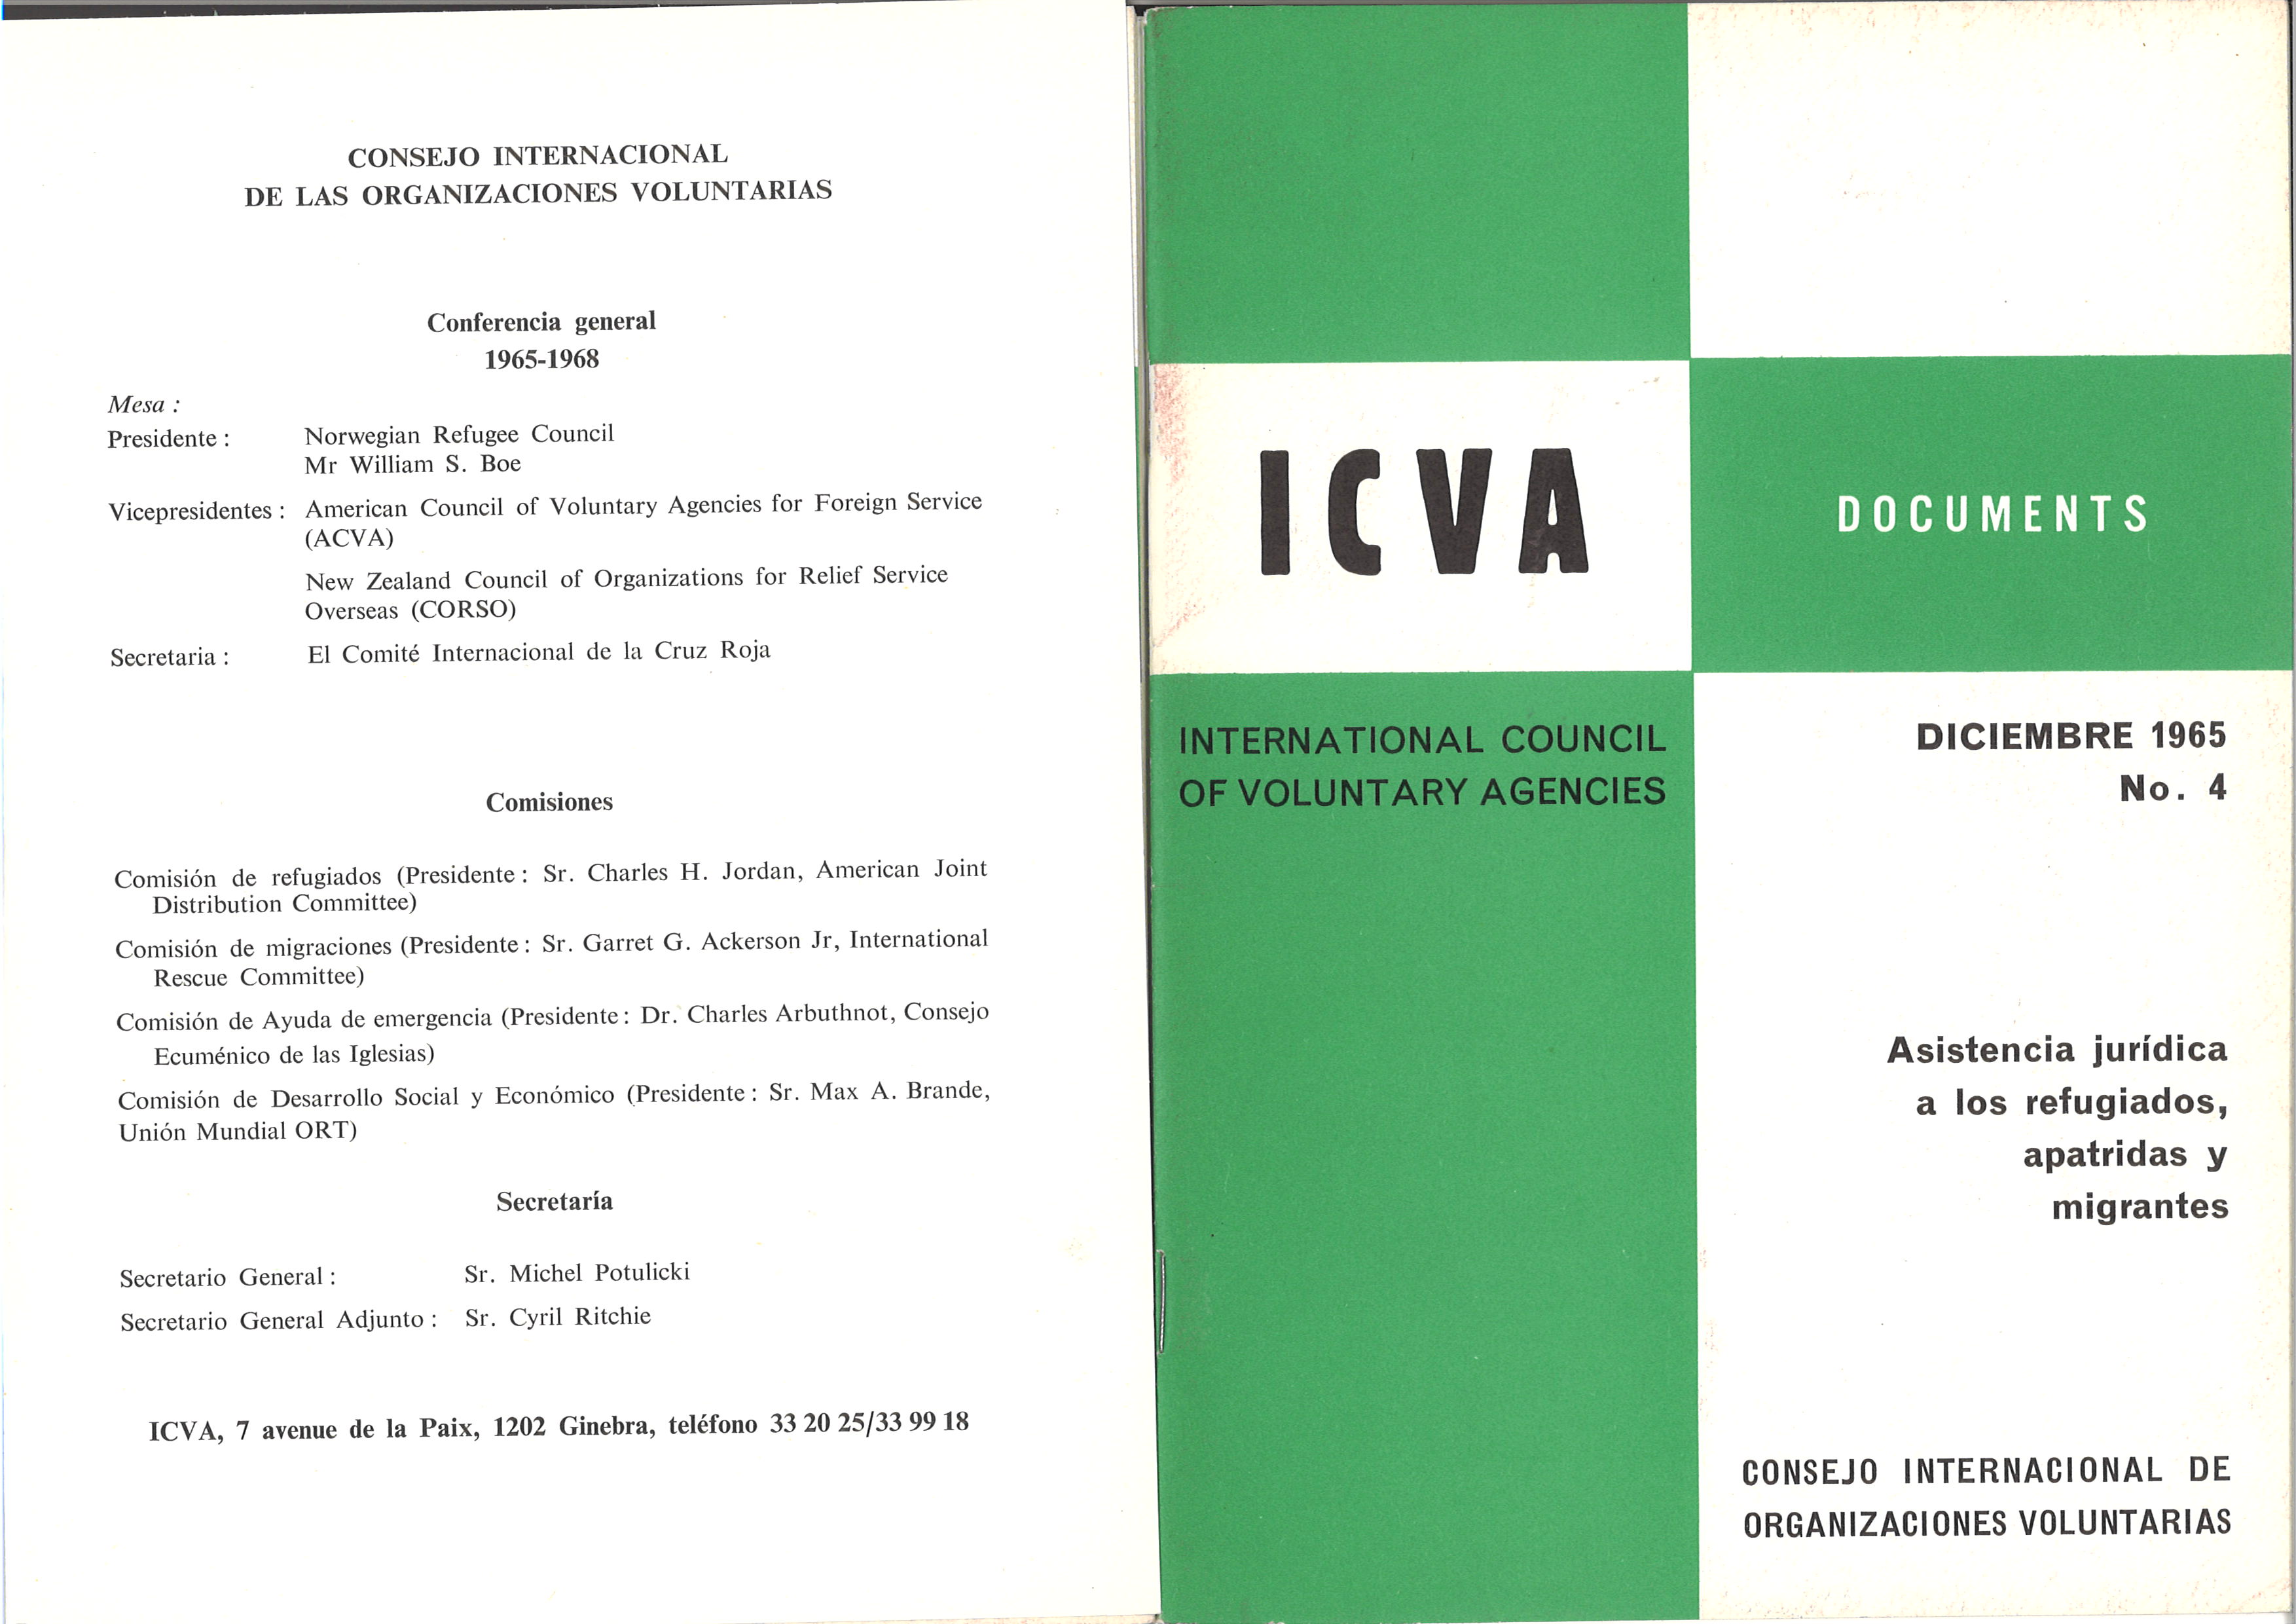 CONSEJO INTERNACIONAL
DE LAS ORGANIZACIONES VOLUNTARIAS
Conferencia general
1965-1968
Mesa :
Presidente : Norwegian Refugee Council
Mr William S. Boe
Vicepresidentes : American Council of Voluntary Agencies for Foreign Service
(ACVA)
New Zealand Council of Organizations for Relief Service
Overseas (CORSO)
Secretaria : El Comité Internacional de la Cruz Roja
Comisiones
Comisión de refugiados (Presidente : Sr. Charles H. Jordan, American Joint
Distribution Committee)
Comisión de migraciones (Presidente : Sr. Garret G. Ackerson Jr, International
Rescue Committee)
Comisión de Ayuda de emergencia (Presidente : Dr. Charles Arbuthnot, Consejo
Ecuménico de las Iglesias)
Comisión de Desarrollo Social y Económico (Presidente : Sr. Max A. Brande,
Unión Mundial ORT)
Secretaría
Secretario General : Sr. Michel Potulicki
Secretario General Adjunto : Sr. Cyril Ritchie
ICVA, 7 avenue de la Paix, 1202 Ginebra, teléfono 33 20 25/33 99 18
ICVA
DOCUMENTS
INTERNATIONAL COUNCIL
OF VOLUNTARY AGENCIES
DICIEMBRE 1965
No. 4
Asistencia jurídica
a los refugiados,
apatridas y
migrantes
CONSEJO INTERNACIONAL DE
ORGANIZACIONES VOLUNTARIAS